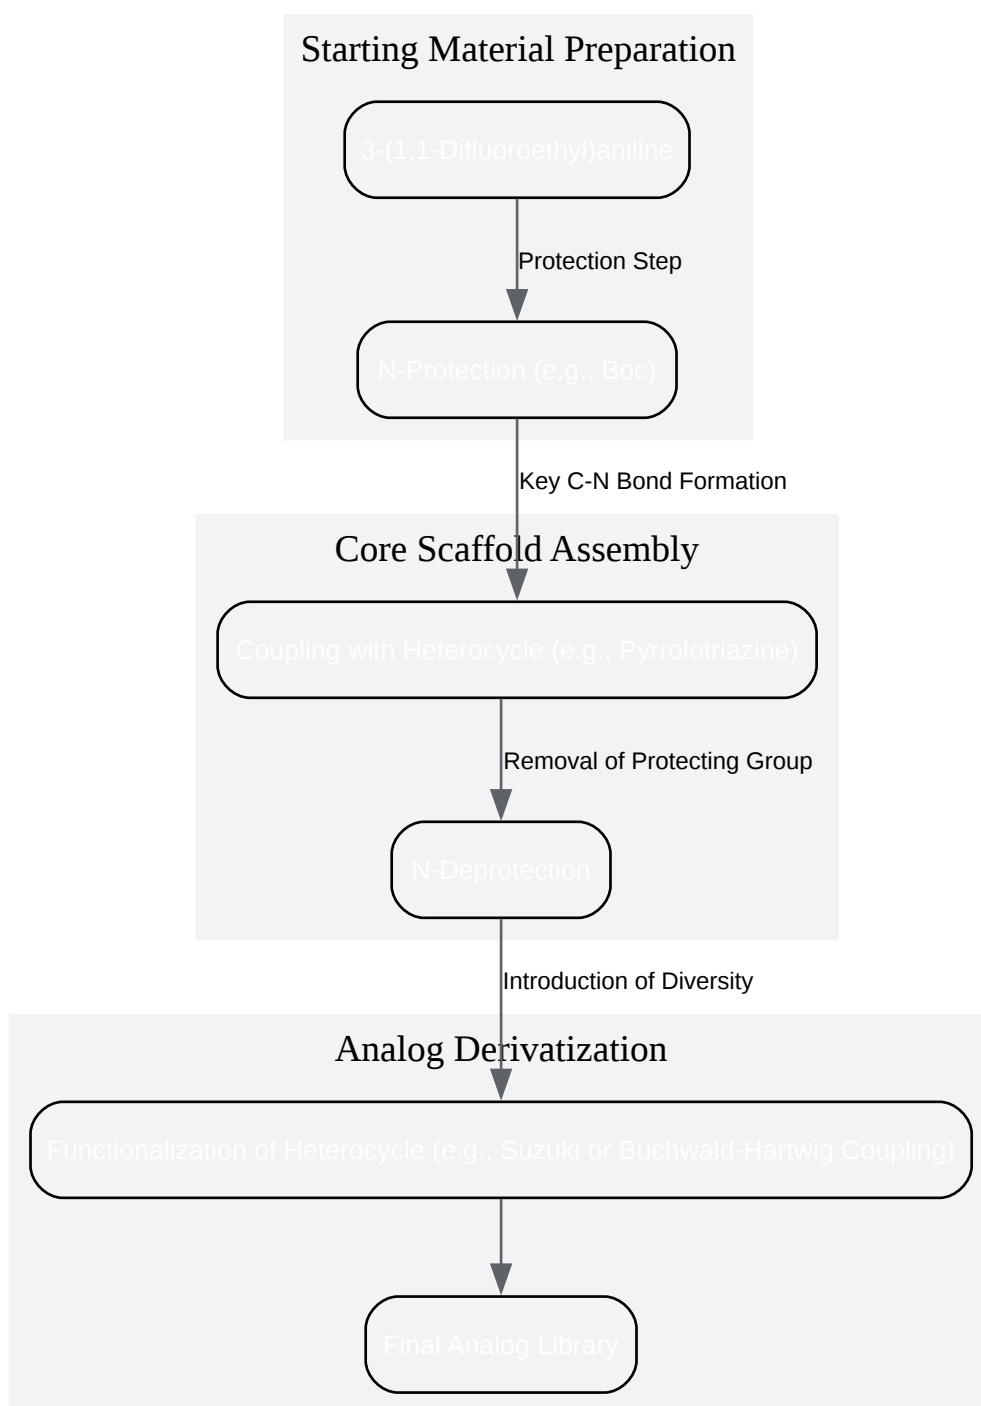 Starting Material Preparation
3-(1,1-Difluoroethyl)aniline
Protection Step
N-Protection (e.g., Boc)
Key C-N Bond Formation
Core Scaffold Assembly
Coupling with Heterocycle (e.g., Pyrrolotriazine)
Removal of Protecting Group
N-Deprotection
Introduction of Diversity
Analog Derivatization
Functionalization of Heterocycle (e.g., Suzuki or Buchwald-Hartwig Coupling)
Final Analog Library